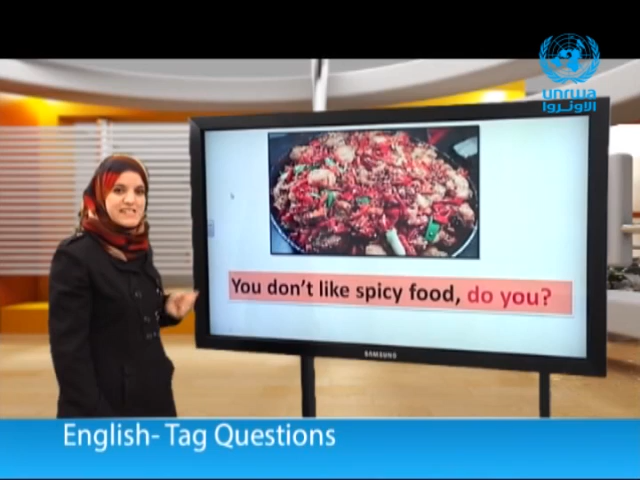 unrwa
الأونروا
You don't like spicy food, do you?
SAMSUNG
English- Tag Questions